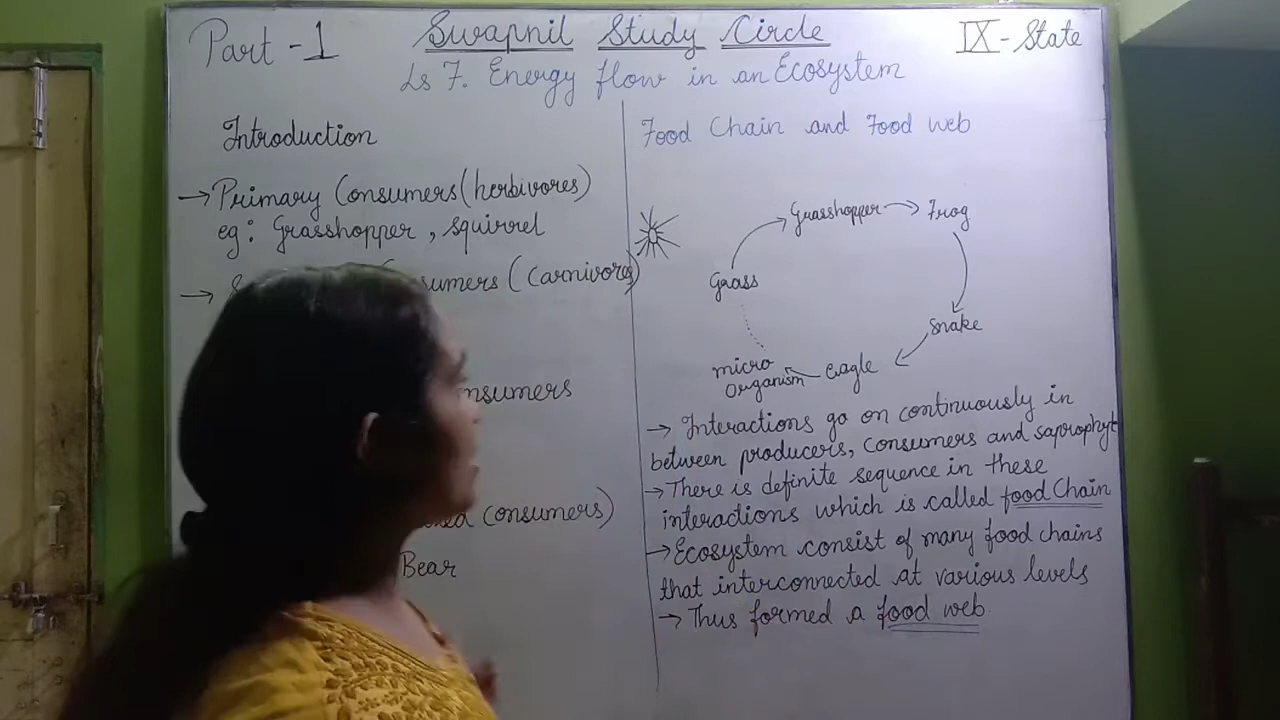 Part -1
Swapnil Study Circle
IX - State
Ls 7. Energy flow in an Ecosystem
Introduction
→ Primary Consumers (herbivores)
eg: Grasshopper, squirrel
→ (Carnivores)
consumers)
Bear
Food Chain and Food web
Grasshopper → Frog
Grass
Snake
Eagle
micro
Organism
→ Interactions go on continuously in
between producers, consumers and saprophyt
→ There is definite sequence in these
interactions which is called food Chain
→ Ecosystem consist of many food chains
that interconnected at various levels
→ Thus formed a food web